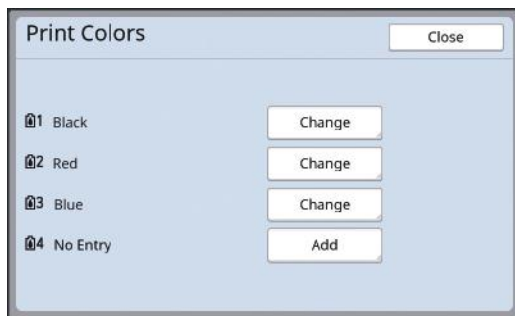 Print Colors Close
1 Black Change
2 Red Change
3 Blue Change
4 No Entry Add